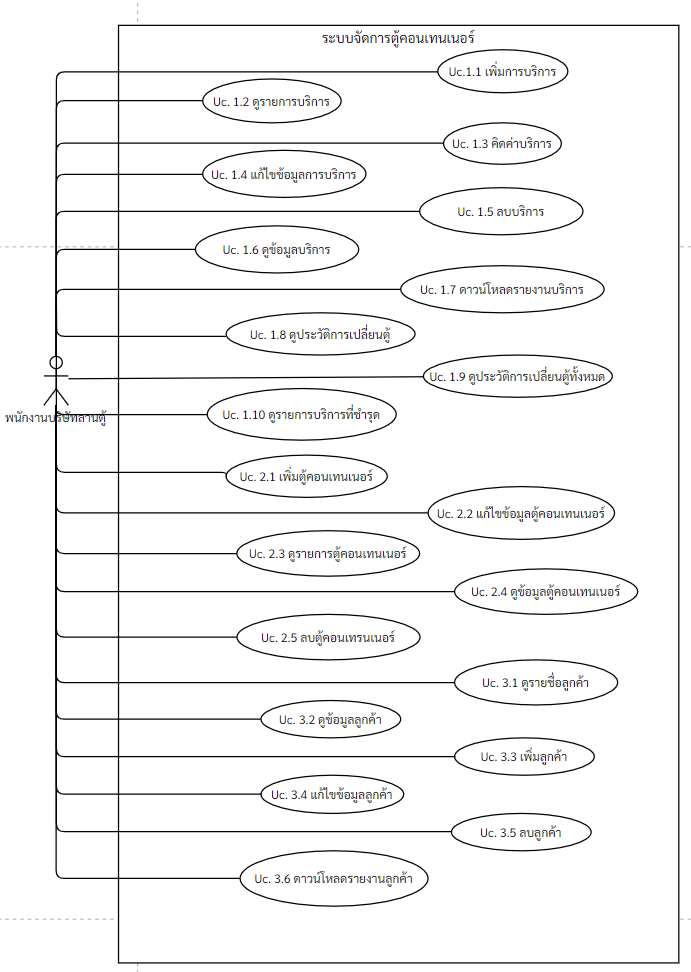 ระบบจัดการตู้คอนเทนเนอร์
Uc.1.1 เพิ่มการบริการ
Uc. 1.2 ดูรายการบริการ
Uc. 1.3 คิดค่าบริการ
Uc. 1.4 แก้ไขข้อมูลการบริการ
Uc. 1.5 ลบบริการ
Uc. 1.6 ดูข้อมูลบริการ
Uc. 1.7 ดาวน์โหลดรายงานบริการ
Uc. 1.8 ดูประวัติการเปลี่ยนตู้
Uc. 1.9 ดูประวัติการเปลี่ยนตู้ทั้งหมด
พนักงานบริษัทลานตู้
Uc. 1.10 ดูรายการบริการที่ชำรุด
Uc. 2.1 เพิ่มตู้คอนเทนเนอร์
Uc. 2.2 แก้ไขข้อมูลตู้คอนเทนเนอร์
Uc. 2.3 ดูรายการตู้คอนเทนเนอร์
Uc. 2.4 ดูข้อมูลตู้คอนเทนเนอร์
Uc. 2.5 ลบตู้คอนเทรนเนอร์
Uc. 3.1 ดูรายชื่อลูกค้า
Uc. 3.2 ดูข้อมูลลูกค้า
Uc. 3.3 เพิ่มลูกค้า
Uc. 3.4 แก้ไขข้อมูลลูกค้า
Uc. 3.5 ลบลูกค้า
Uc. 3.6 ดาวน์โหลดรายงานลูกค้า